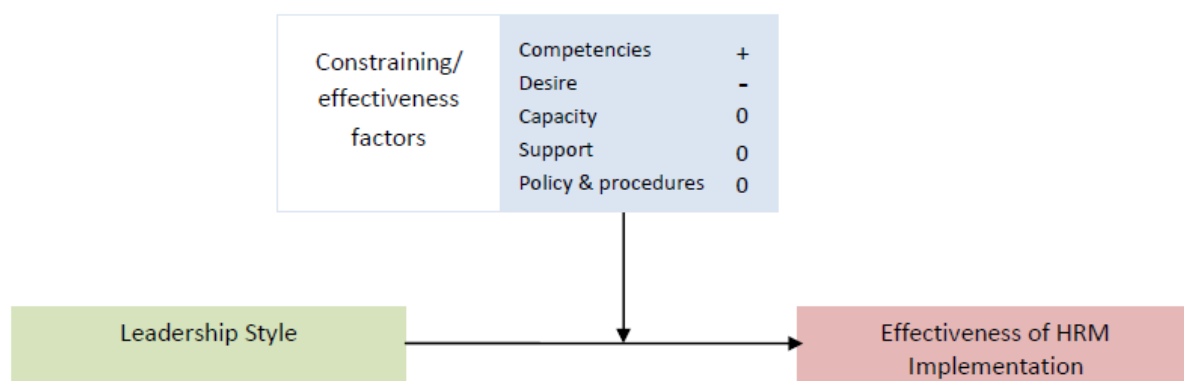 Constraining/
effectiveness
factors
Competencies +
Desire -
Capacity 0
Support 0
Policy & procedures 0
Leadership Style
Effectiveness of HRM
Implementation